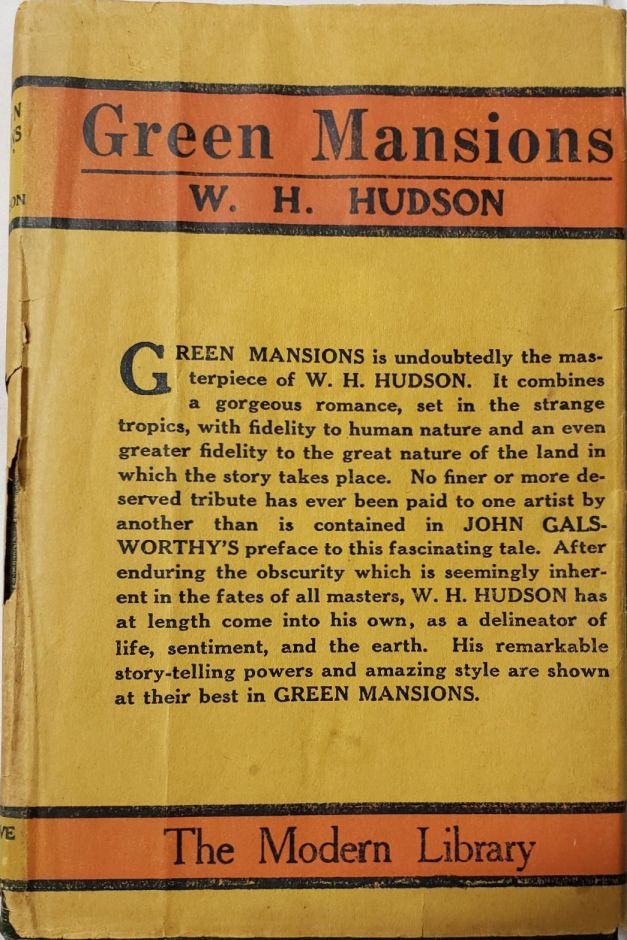 Green Mansions
W. H. HUDSON
GREEN MANSIONS is undoubtedly the mas-
terpiece of W. H. HUDSON. It combines
a gorgeous romance, set in the strange
tropics, with fidelity to human nature and an even
greater fidelity to the great nature of the land in
which the story takes place. No finer or more de-
served tribute has ever been paid to one artist by
another than is contained in JOHN GALS-
WORTHY'S preface to this fascinating tale. After
enduring the obscurity which is seemingly inher-
ent in the fates of all masters, W. H. HUDSON has
at length come into his own, as a delineator of
life, sentiment, and the earth. His remarkable
story-telling powers and amazing style are shown
at their best in GREEN MANSIONS.
The Modern Library